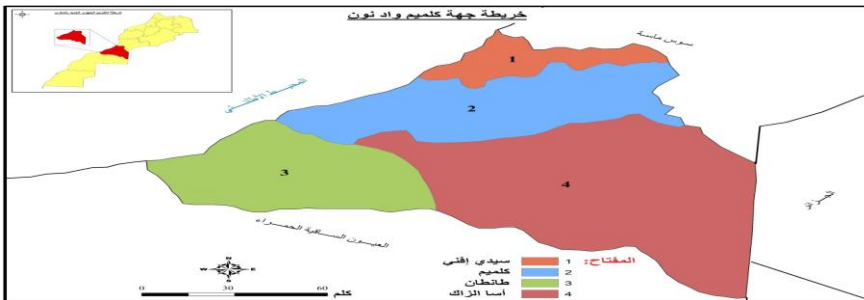 خريطة جهة كلميم واد نون
سوس ماسة
المحيط الأطلنتي
1
2
3
4
الجزائر
العيون الساقية الحمراء
N
W E
S
المفتاح:
1 سيدي إفني
2 كلميم
3 طانطان
4 أسا الزاك
0 30 60 كلم